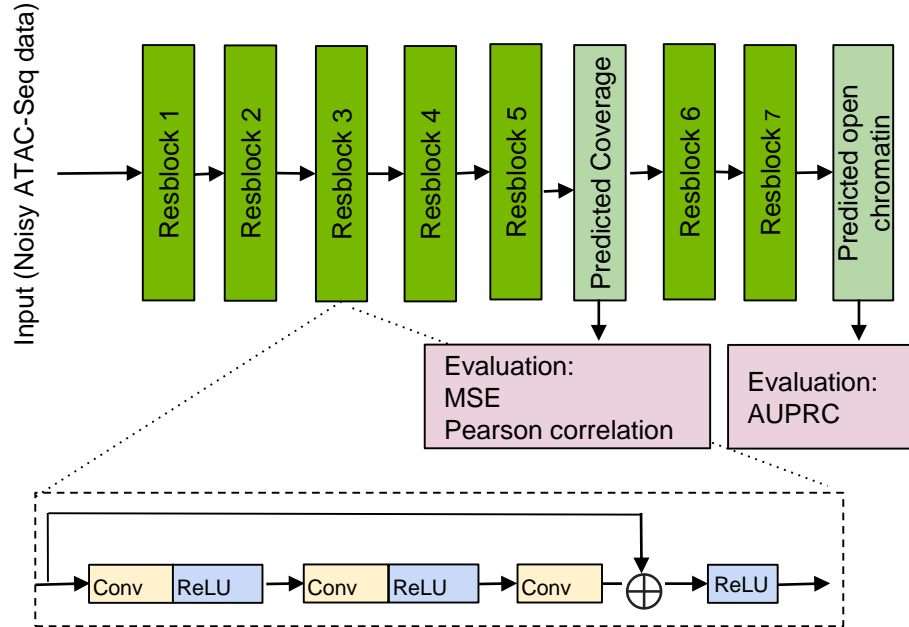 Input (Noisy ATAC-Seq data)
Resblock 1
Resblock 2
Resblock 3
Resblock 4
Resblock 5
Predicted Coverage
Resblock 6
Resblock 7
Predicted open
chromatin
Evaluation:
MSE
Pearson correlation
Evaluation:
AUPRC
Conv
ReLU
Conv
ReLU
Conv
ReLU